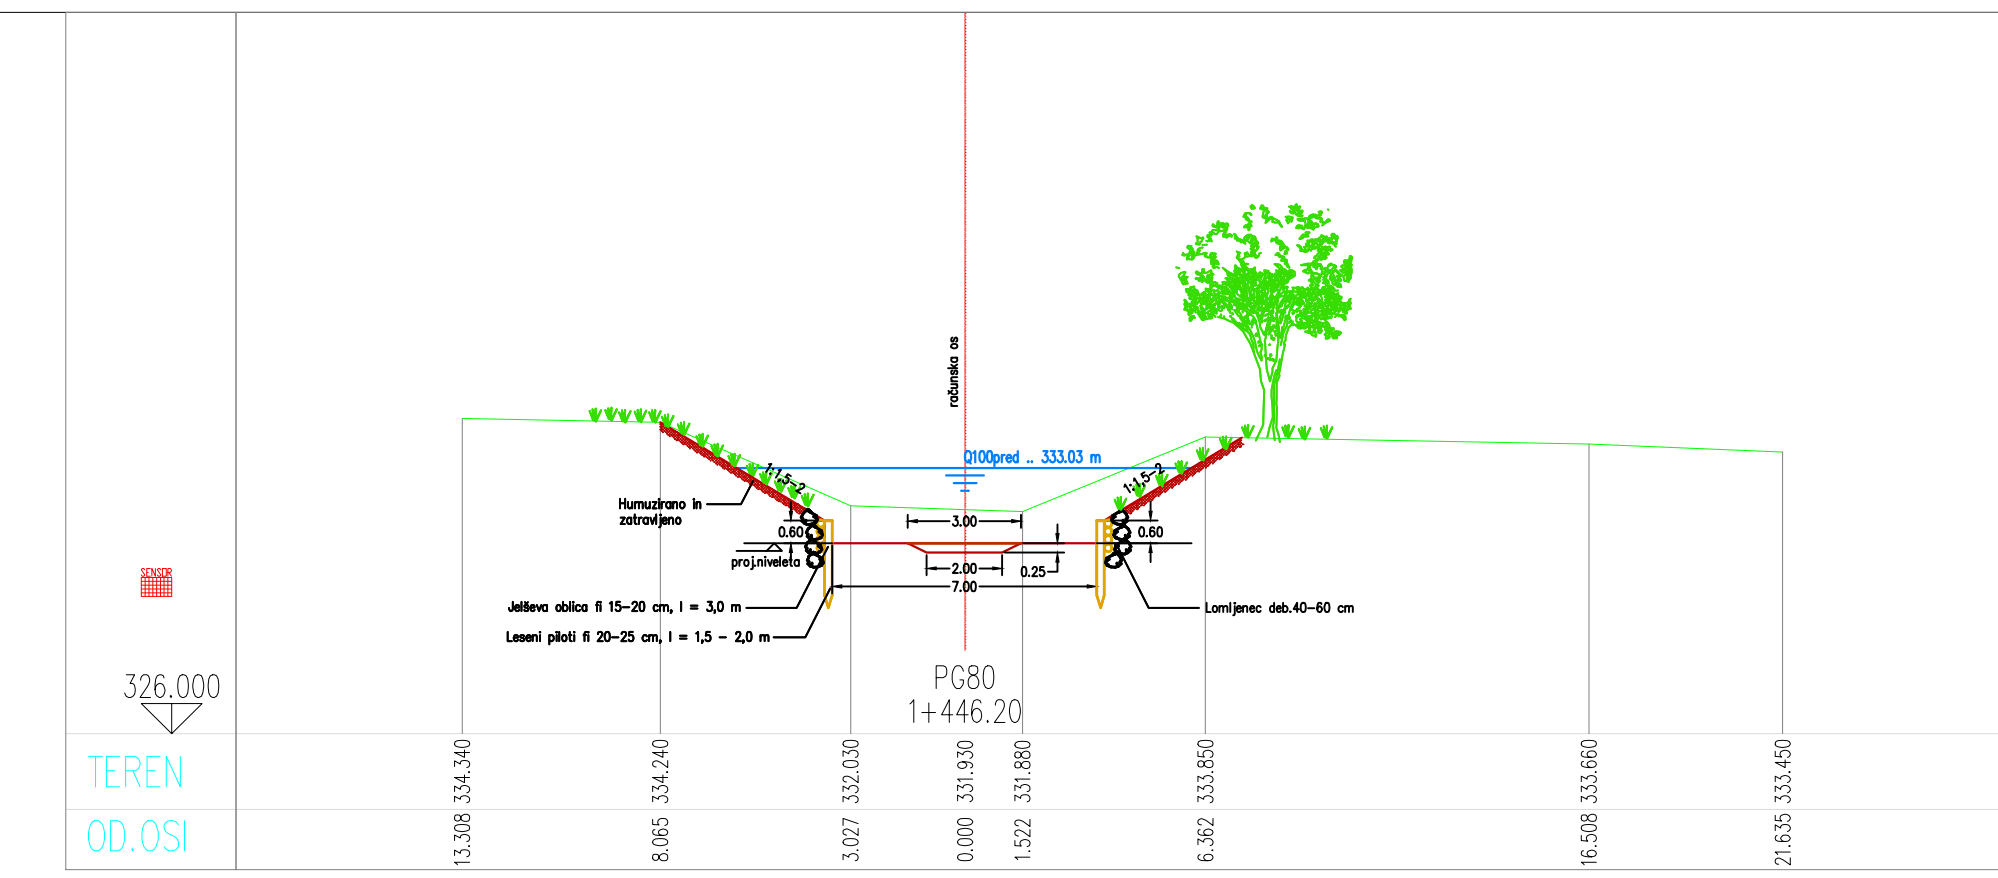 računska os
Q100pred .. 333.03 m
1:1,5-2
1:1,5-2
Humuzirano in
zatravljeno
3.00
0.60
0.60
proj.niveleta
2.00
0.25
7.00
SENSOR
Jelševa oblica fi 15-20 cm, l = 3,0 m
Lomljenec deb.40-60 cm
Leseni piloti fi 20-25 cm, l = 1,5 - 2,0 m
PG80
326.000
1+446.20
TEREN
334.340
334.240
332.030
331.930
331.880
333.850
333.660
333.450
OD.OSI
13.308
8.065
3.027
0.000
1.522
6.362
16.508
21.635